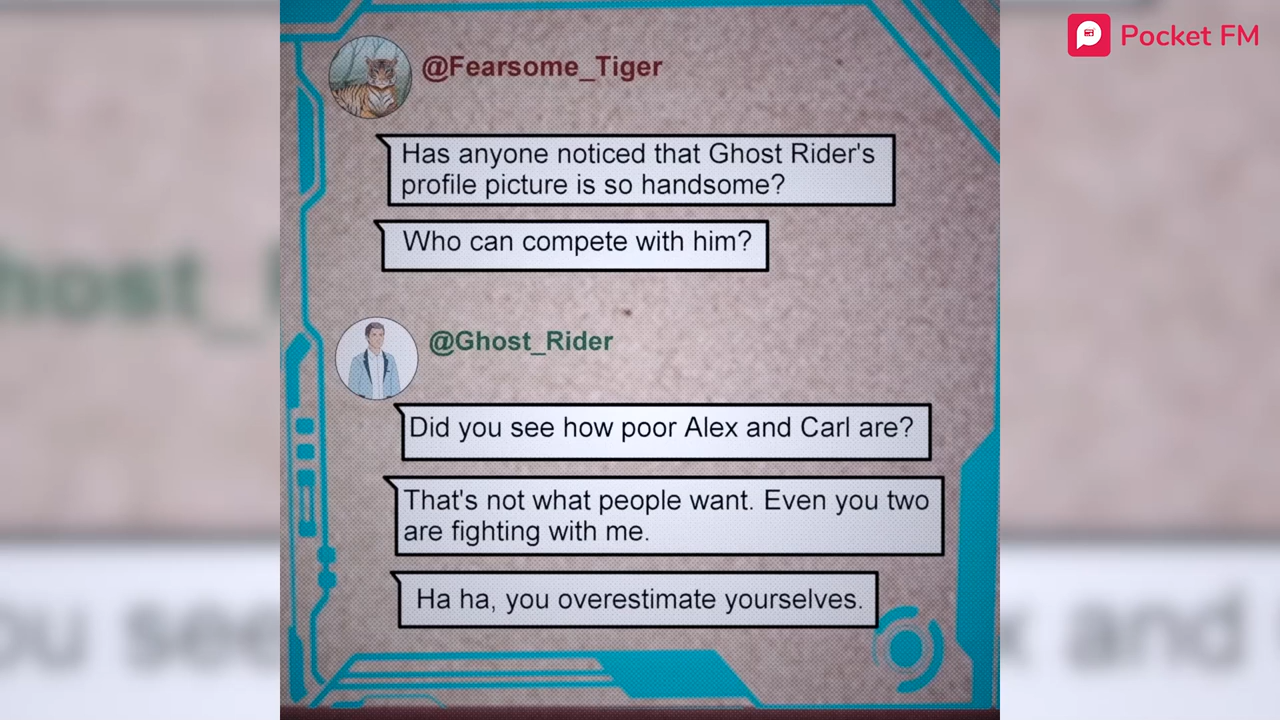 Pocket FM
@Fearsome_Tiger
Has anyone noticed that Ghost Rider's
profile picture is so handsome?
Who can compete with him?
@Ghost_Rider
Did you see how poor Alex and Carl are?
That's not what people want. Even you two
are fighting with me.
Ha ha, you overestimate yourselves.